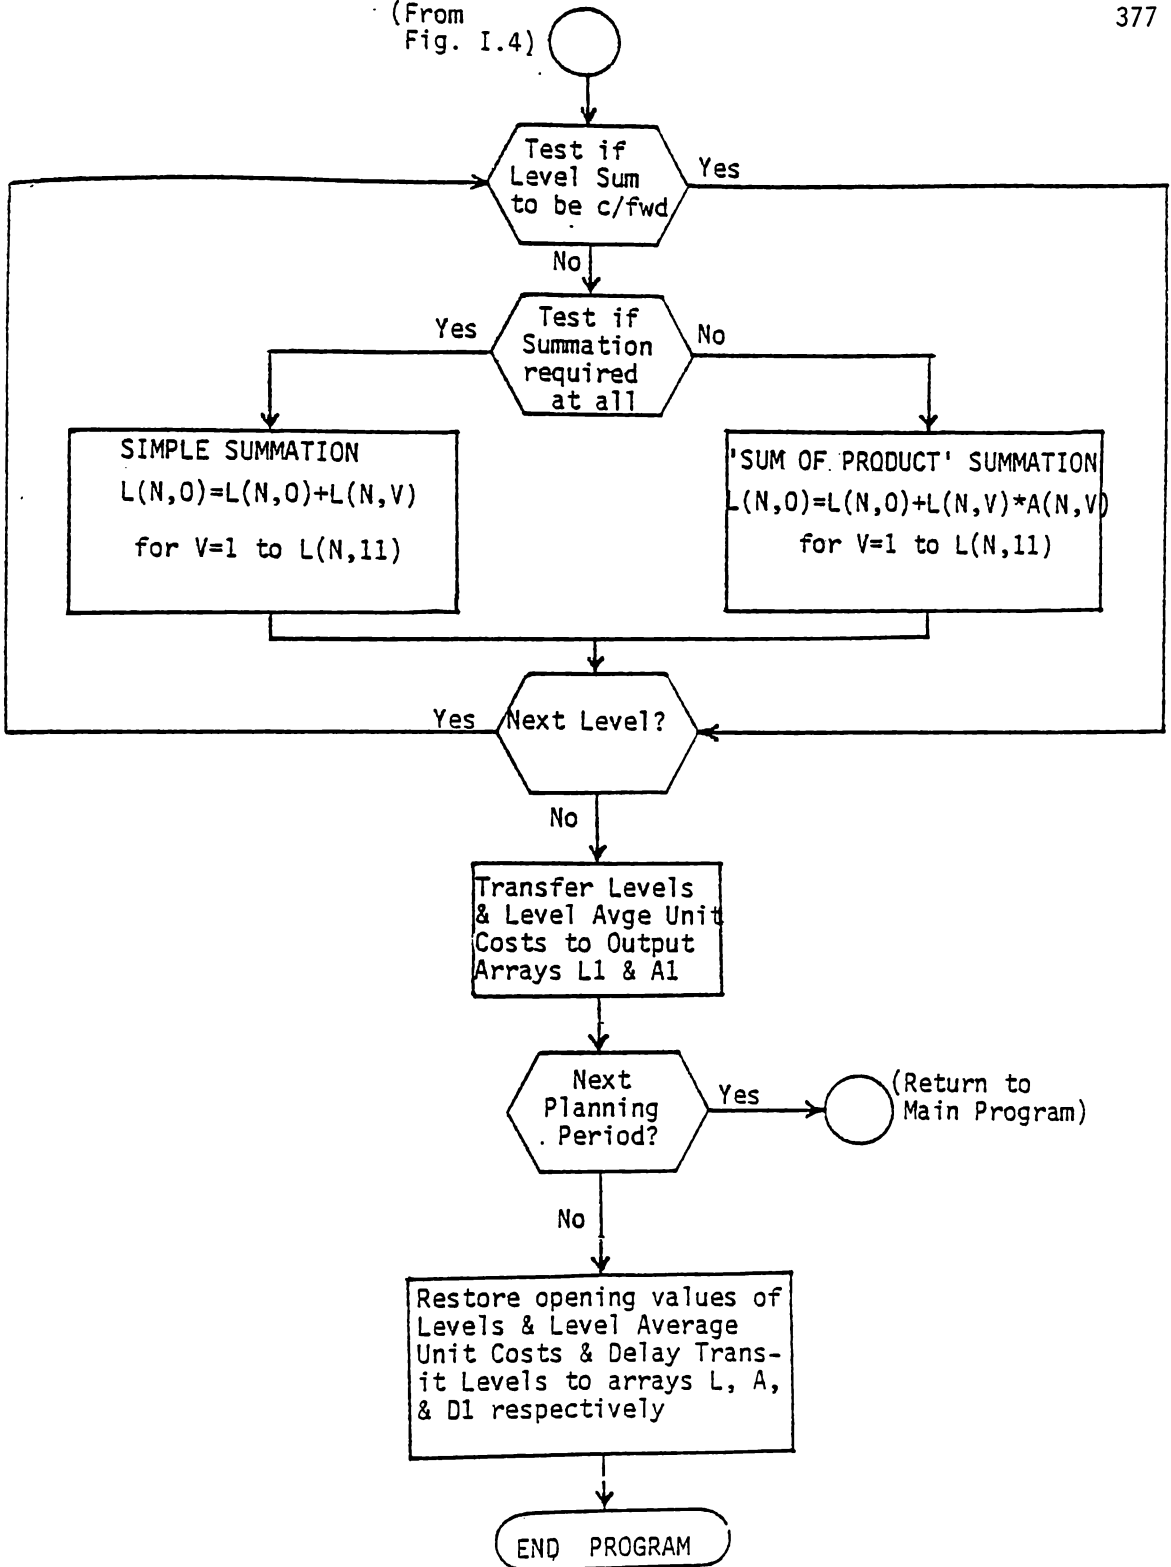 377
(From
Fig. I.4)
Test if
Level Sum
to be c/fwd
Yes
No
Test if
Summation
required
at all
Yes
No
SIMPLE SUMMATION
L(N,0)=L(N,0)+L(N,V)
for V=1 to L(N,11)
'SUM OF PRODUCT' SUMMATION
L(N,0)=L(N,0)+L(N,V)*A(N,V)
for V=1 to L(N,11)
Next Level?
Yes
No
Transfer Levels
& Level Avge Unit
Costs to Output
Arrays L1 & A1
Next
Planning
Period?
Yes
(Return to
Main Program)
No
Restore opening values of
Levels & Level Average
Unit Costs & Delay Trans-
it Levels to arrays L, A,
& D1 respectively
END PROGRAM